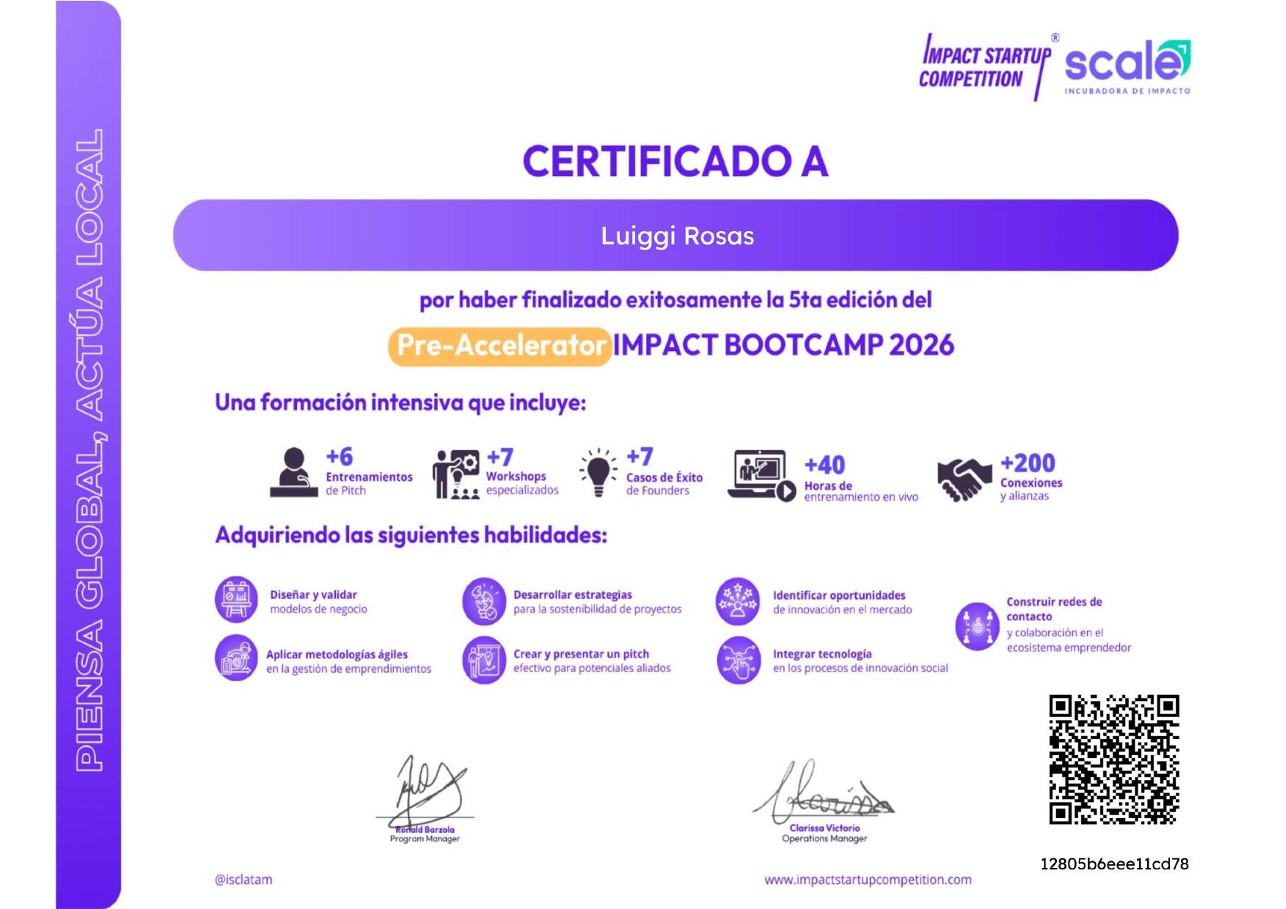 IMPACT STARTUP ®
COMPETITION
scale
INCUBADORA DE IMPACTO
PIENSA GLOBAL, ACTÚA LOCAL
CERTIFICADO A
Luiggi Rosas
por haber finalizado exitosamente la 5ta edición del
Pre-Accelerator IMPACT BOOTCAMP 2026
Una formación intensiva que incluye:
+6
Entrenamientos
de Pitch
+7
Workshops
especializados
+7
Casos de Éxito
de Founders
+40
Horas de
entrenamiento en vivo
+200
Conexiones
y alianzas
Adquiriendo las siguientes habilidades:
Diseñar y validar
modelos de negocio
Desarrollar estrategias
para la sostenibilidad de proyectos
Identificar oportunidades
de innovación en el mercado
Construir redes de
contacto
y colaboración en el
ecosistema emprendedor
Aplicar metodologías ágiles
en la gestión de emprendimientos
Crear y presentar un pitch
efectivo para potenciales aliados
Integrar tecnología
en los procesos de innovación social
Ronald Barzola
Program Manager
Clarissa
Clarissa Victorio
Operations Manager
12805b6eee11cd78
@isclatam
www.impactstartupcompetition.com